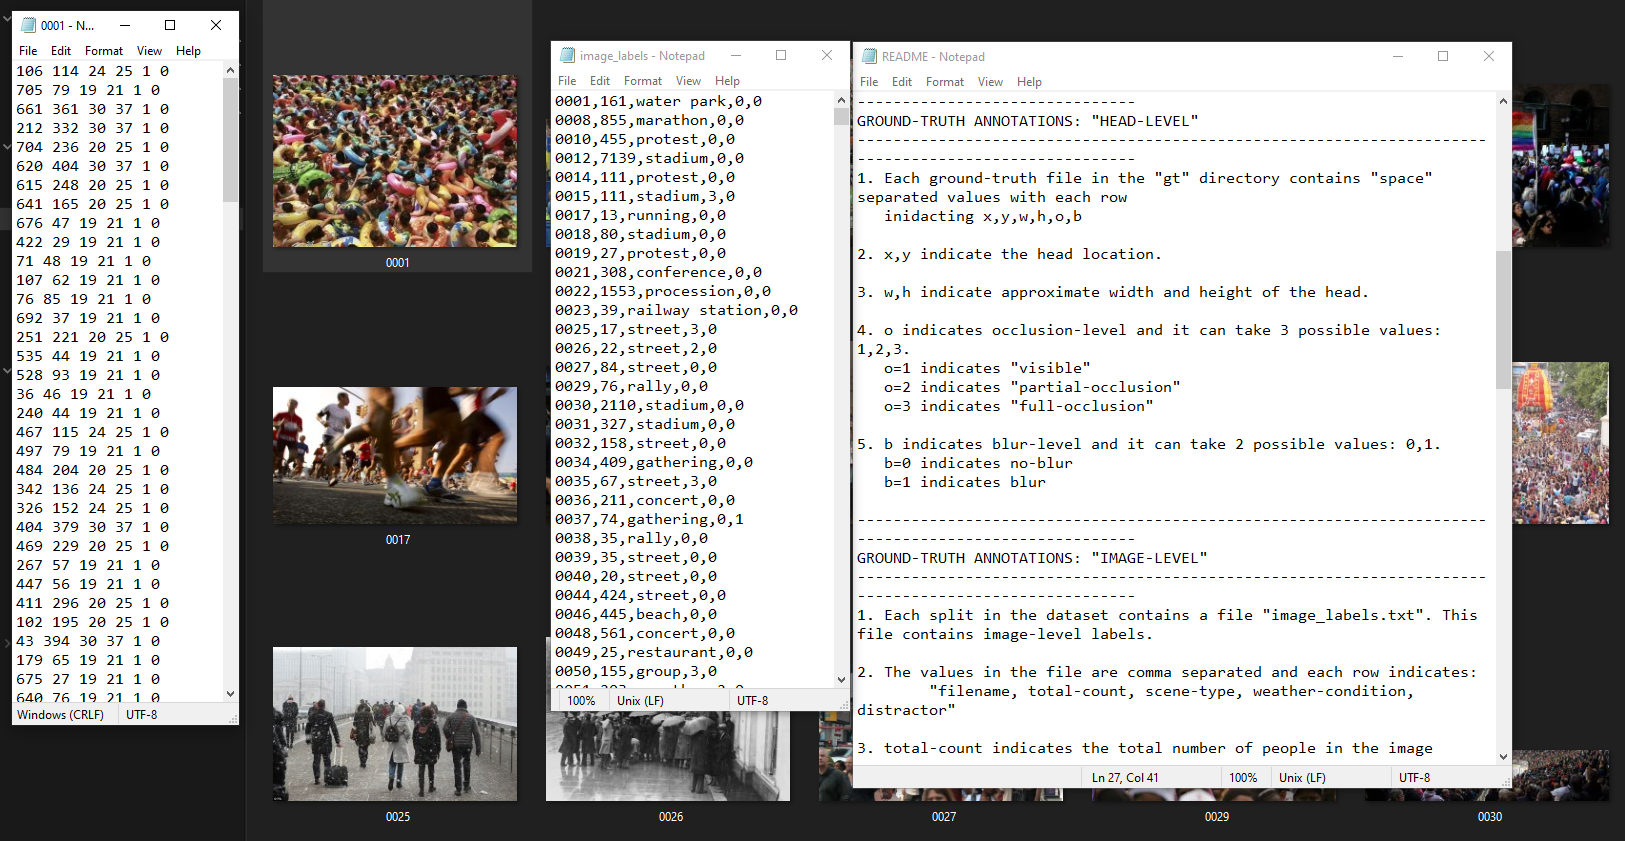 0001 - N...
File Edit Format View Help
106 114 24 25 1 0
705 79 19 21 1 0
661 361 30 37 1 0
212 332 30 37 1 0
704 236 20 25 1 0
620 404 30 37 1 0
615 248 20 25 1 0
641 165 20 25 1 0
676 47 19 21 1 0
422 29 19 21 1 0
71 48 19 21 1 0
107 62 19 21 1 0
76 85 19 21 1 0
692 37 19 21 1 0
251 221 20 25 1 0
535 44 19 21 1 0
528 93 19 21 1 0
36 46 19 21 1 0
240 44 19 21 1 0
467 115 24 25 1 0
497 79 19 21 1 0
484 204 20 25 1 0
342 136 24 25 1 0
326 152 24 25 1 0
404 379 30 37 1 0
469 229 20 25 1 0
267 57 19 21 1 0
447 56 19 21 1 0
411 296 20 25 1 0
102 195 20 25 1 0
43 394 30 37 1 0
179 65 19 21 1 0
675 27 19 21 1 0
640 76 19 21 1 0
Windows (CRLF) UTF-8
0001
0017
0025
image_labels - Notepad
File Edit Format View Help
0001,161,water park,0,0
0008,855,marathon,0,0
0010,455,protest,0,0
0012,7139,stadium,0,0
0014,111,protest,0,0
0015,111,stadium,3,0
0017,13,running,0,0
0018,80,stadium,0,0
0019,27,protest,0,0
0021,308,conference,0,0
0022,1553,procession,0,0
0023,39,railway station,0,0
0025,17,street,3,0
0026,22,street,2,0
0027,84,street,0,0
0029,76,rally,0,0
0030,2110,stadium,0,0
0031,327,stadium,0,0
0032,158,street,0,0
0034,409,gathering,0,0
0035,67,street,3,0
0036,211,concert,0,0
0037,74,gathering,0,1
0038,35,rally,0,0
0039,35,street,0,0
0040,20,street,0,0
0044,424,street,0,0
0046,445,beach,0,0
0048,561,concert,0,0
0049,25,restaurant,0,0
0050,155,group,3,0
100% Unix (LF) UTF-8
0026
README - Notepad
File Edit Format View Help
-------------------------------
GROUND-TRUTH ANNOTATIONS: "HEAD-LEVEL"
----------------------------------------------------------------------
-------------------------------
1. Each ground-truth file in the "gt" directory contains "space"
separated values with each row
inidacting x,y,w,h,o,b
2. x,y indicate the head location.
3. w,h indicate approximate width and height of the head.
4. o indicates occlusion-level and it can take 3 possible values:
1,2,3.
o=1 indicates "visible"
o=2 indicates "partial-occlusion"
o=3 indicates "full-occlusion"
5. b indicates blur-level and it can take 2 possible values: 0,1.
b=0 indicates no-blur
b=1 indicates blur
----------------------------------------------------------------------
-------------------------------
GROUND-TRUTH ANNOTATIONS: "IMAGE-LEVEL"
----------------------------------------------------------------------
-------------------------------
1. Each split in the dataset contains a file "image_labels.txt". This
file contains image-level labels.
2. The values in the file are comma separated and each row indicates:
"filename, total-count, scene-type, weather-condition,
distractor"
3. total-count indicates the total number of people in the image
Ln 27, Col 41 100% Unix (LF) UTF-8
0027
0029
0030